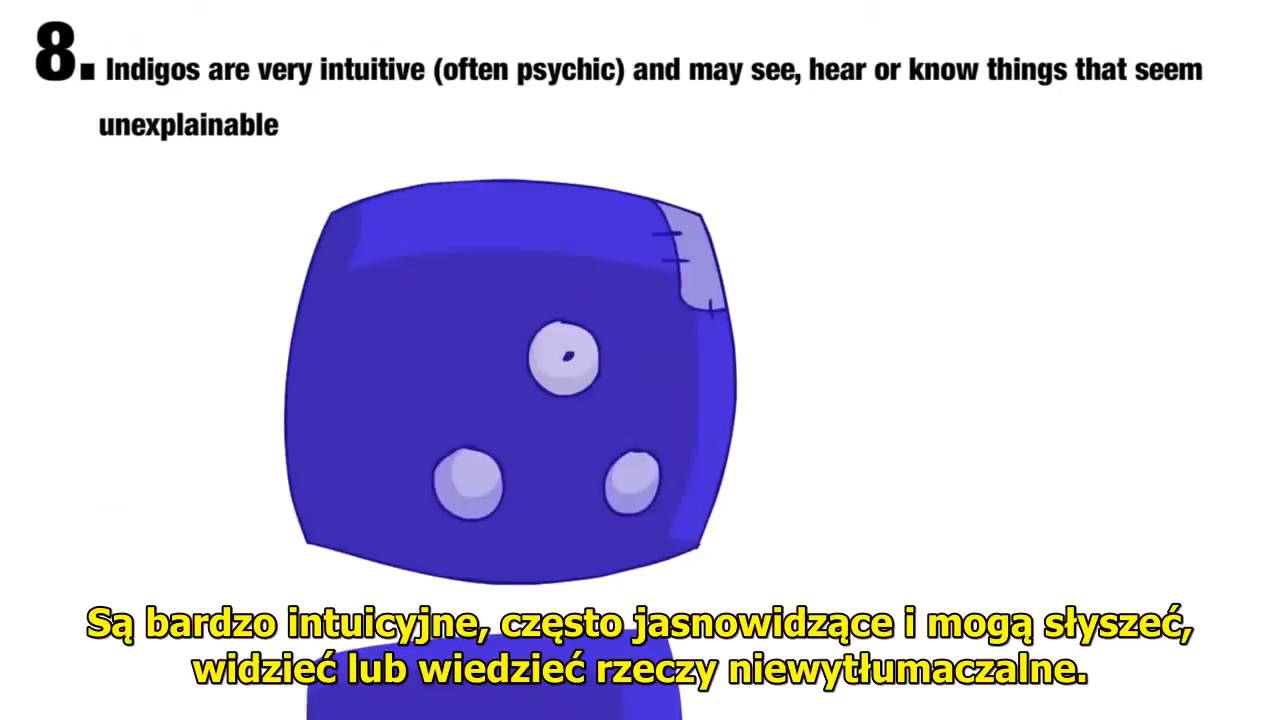 8. Indigos are very intuitive (often psychic) and may see, hear or know things that seem
unexplainable
Są bardzo intuicyjne, często jasnowidzące i mogą słyszeć,
widzieć lub wiedzieć rzeczy niewytłumaczalne.